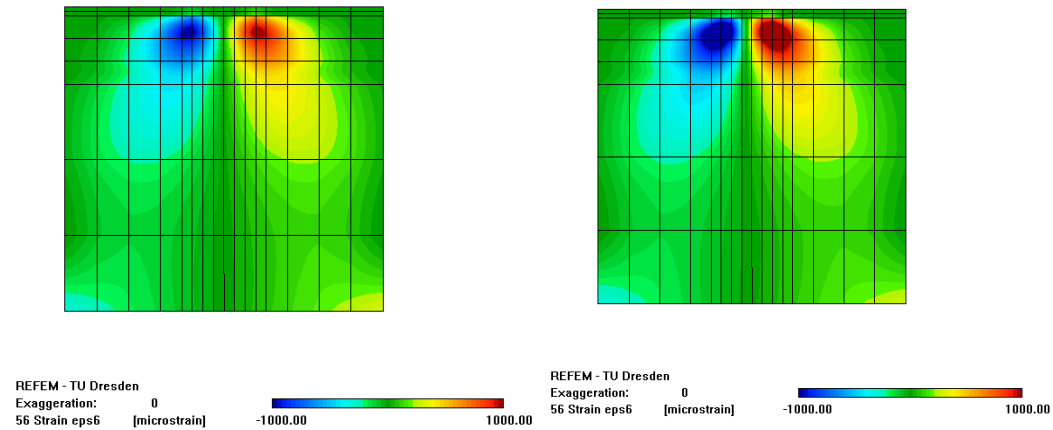 REFEM - TU Dresden
Exaggeration: 0
56 Strain eps6 [microstrain] -1000.00 1000.00
REFEM - TU Dresden
Exaggeration: 0
56 Strain eps6 [microstrain] -1000.00 1000.00